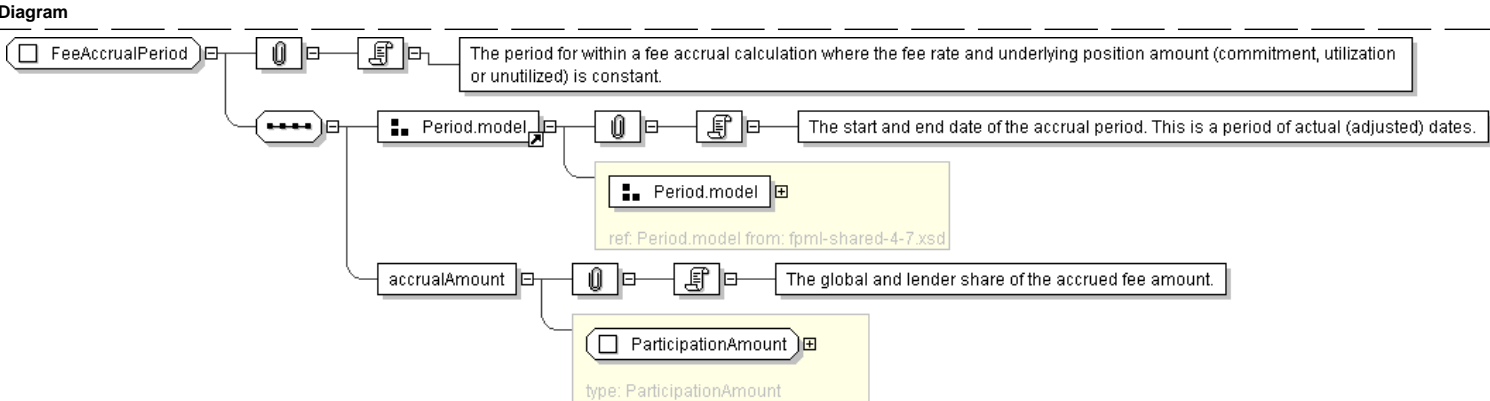 Diagram
FeeAccrualPeriod
The period for within a fee accrual calculation where the fee rate and underlying position amount (commitment, utilization
or unutilized) is constant.
Period.model
The start and end date of the accrual period. This is a period of actual (adjusted) dates.
Period.model
ref: Period.model from: fpml-shared-4-7.xsd
accrualAmount
The global and lender share of the accrued fee amount.
ParticipationAmount
type: ParticipationAmount